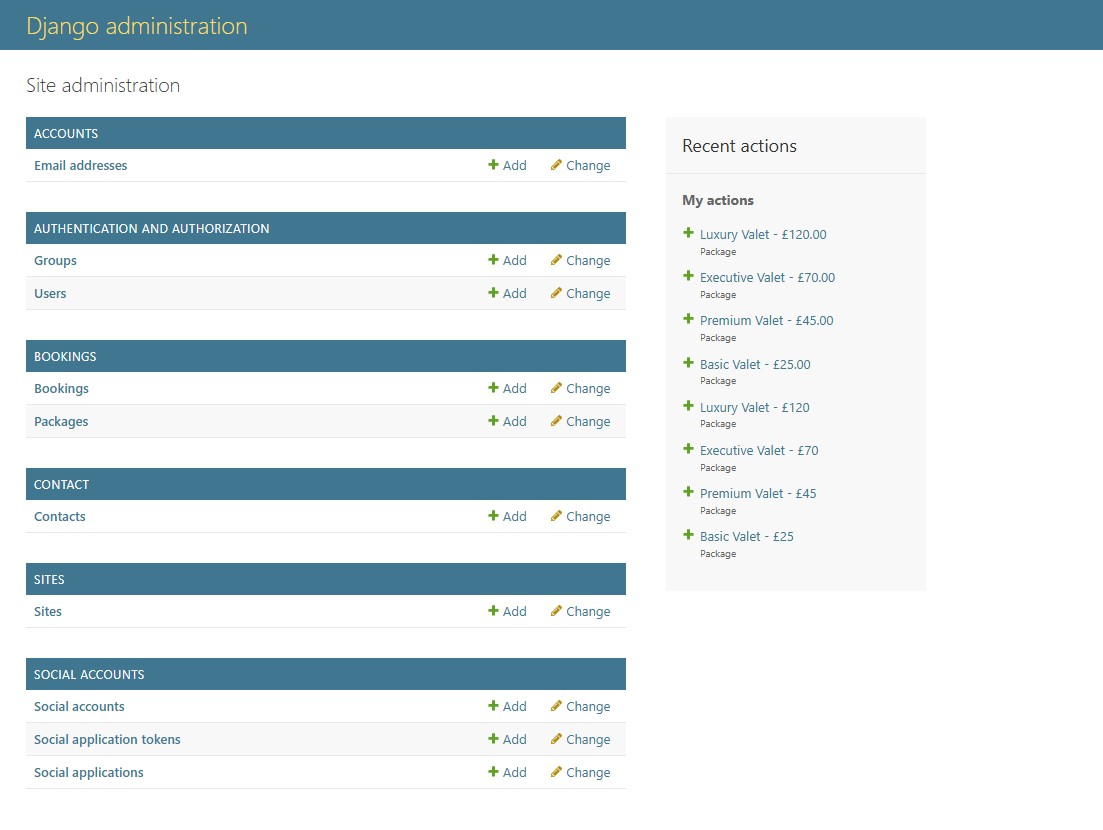 Django administration
Site administration
ACCOUNTS
Email addresses Add Change
AUTHENTICATION AND AUTHORIZATION
Groups Add Change
Users Add Change
BOOKINGS
Bookings Add Change
Packages Add Change
CONTACT
Contacts Add Change
SITES
Sites Add Change
SOCIAL ACCOUNTS
Social accounts Add Change
Social application tokens Add Change
Social applications Add Change
Recent actions
My actions
Luxury Valet - £120.00
Package
Executive Valet - £70.00
Package
Premium Valet - £45.00
Package
Basic Valet - £25.00
Package
Luxury Valet - £120
Package
Executive Valet - £70
Package
Premium Valet - £45
Package
Basic Valet - £25
Package